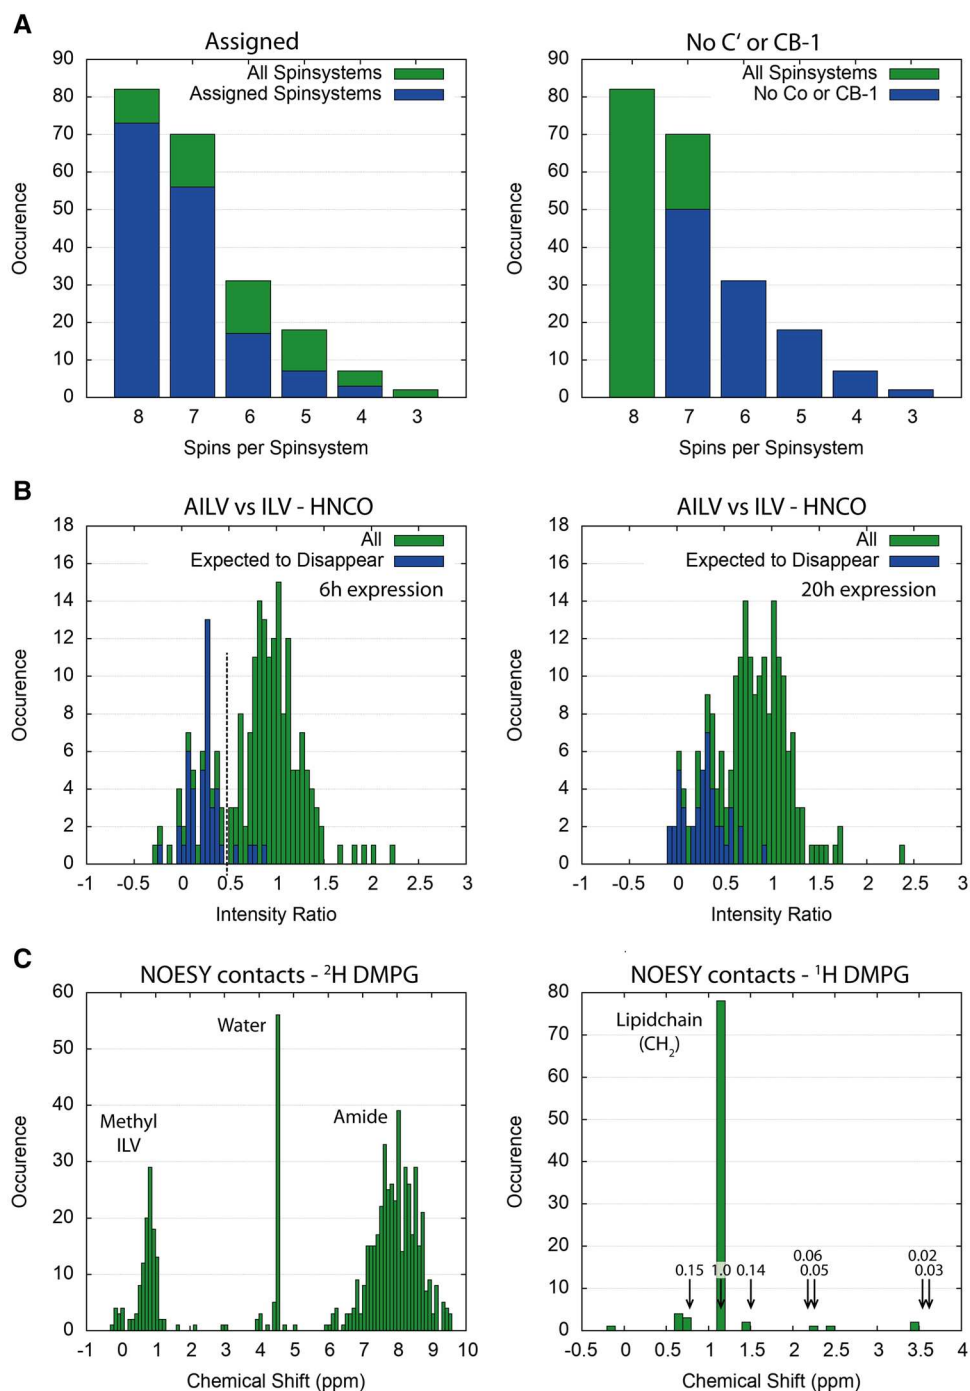 A
Assigned
90
80
70
60
50
40
30
20
10
0
Occurence
All Spinsystems
Assigned Spinsystems
8 7 6 5 4 3
Spins per Spinsystem
No C‘ or CB-1
90
80
70
60
50
40
30
20
10
0
Occurence
All Spinsystems
No Co or CB-1
8 7 6 5 4 3
Spins per Spinsystem
B
AILV vs ILV - HNCO
18
16
14
12
10
8
6
4
2
0
Occurence
All
Expected to Disappear
6h expression
-1 -0.5 0 0.5 1 1.5 2 2.5 3
Intensity Ratio
AILV vs ILV - HNCO
18
16
14
12
10
8
6
4
2
0
Occurence
All
Expected to Disappear
20h expression
-1 -0.5 0 0.5 1 1.5 2 2.5 3
Intensity Ratio
C
NOESY contacts - ²H DMPG
60
50
40
30
20
10
0
Occurence
Water
Methyl
ILV
Amide
0 1 2 3 4 5 6 7 8 9 10
Chemical Shift (ppm)
NOESY contacts - ¹H DMPG
80
70
60
50
40
30
20
10
0
Occurence
Lipidchain
(CH₂)
0.06 0.02
0.15 1.0 0.14 0.05 0.03
-0.5 0 0.5 1 1.5 2 2.5 3 3.5 4
Chemical Shift (ppm)